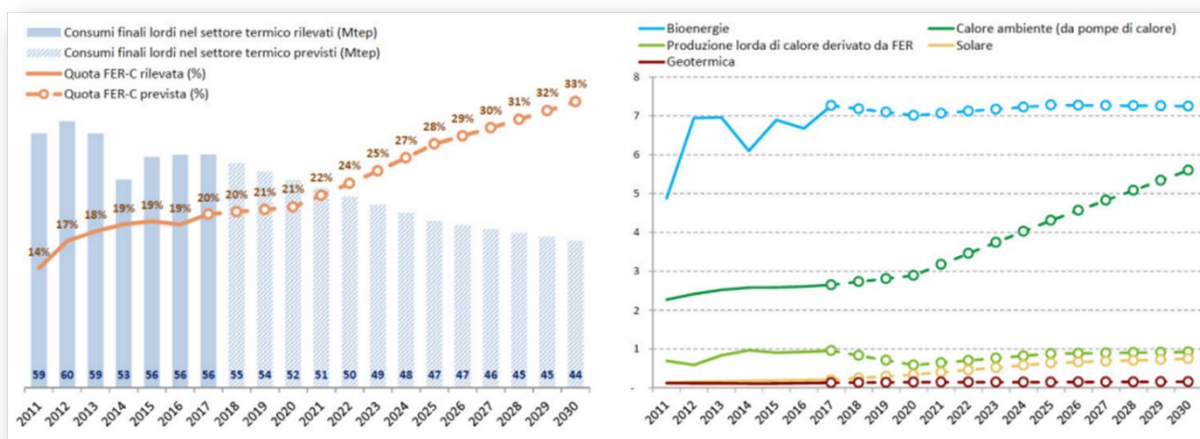 Consumi finali lordi nel settore termico rilevati (Mtep)
Consumi finali lordi nel settore termico previsti (Mtep)
Quota FER-C rilevata (%)
Quota FER-C prevista (%)
14% 17% 18% 19% 19% 19% 20% 20% 21% 21% 22% 24% 25% 27% 28% 29% 30% 31% 32% 33%
59 60 59 53 56 56 56 55 54 52 51 50 49 48 47 47 46 45 45 44
2011 2012 2013 2014 2015 2016 2017 2018 2019 2020 2021 2022 2023 2024 2025 2026 2027 2028 2029 2030
Bioenergie Calore ambiente (da pompe di calore)
Produzione lorda di calore derivato da FER Solare
Geotermica
8
7
6
5
4
3
2
1
-
2011 2012 2013 2014 2015 2016 2017 2018 2019 2020 2021 2022 2023 2024 2025 2026 2027 2028 2029 2030